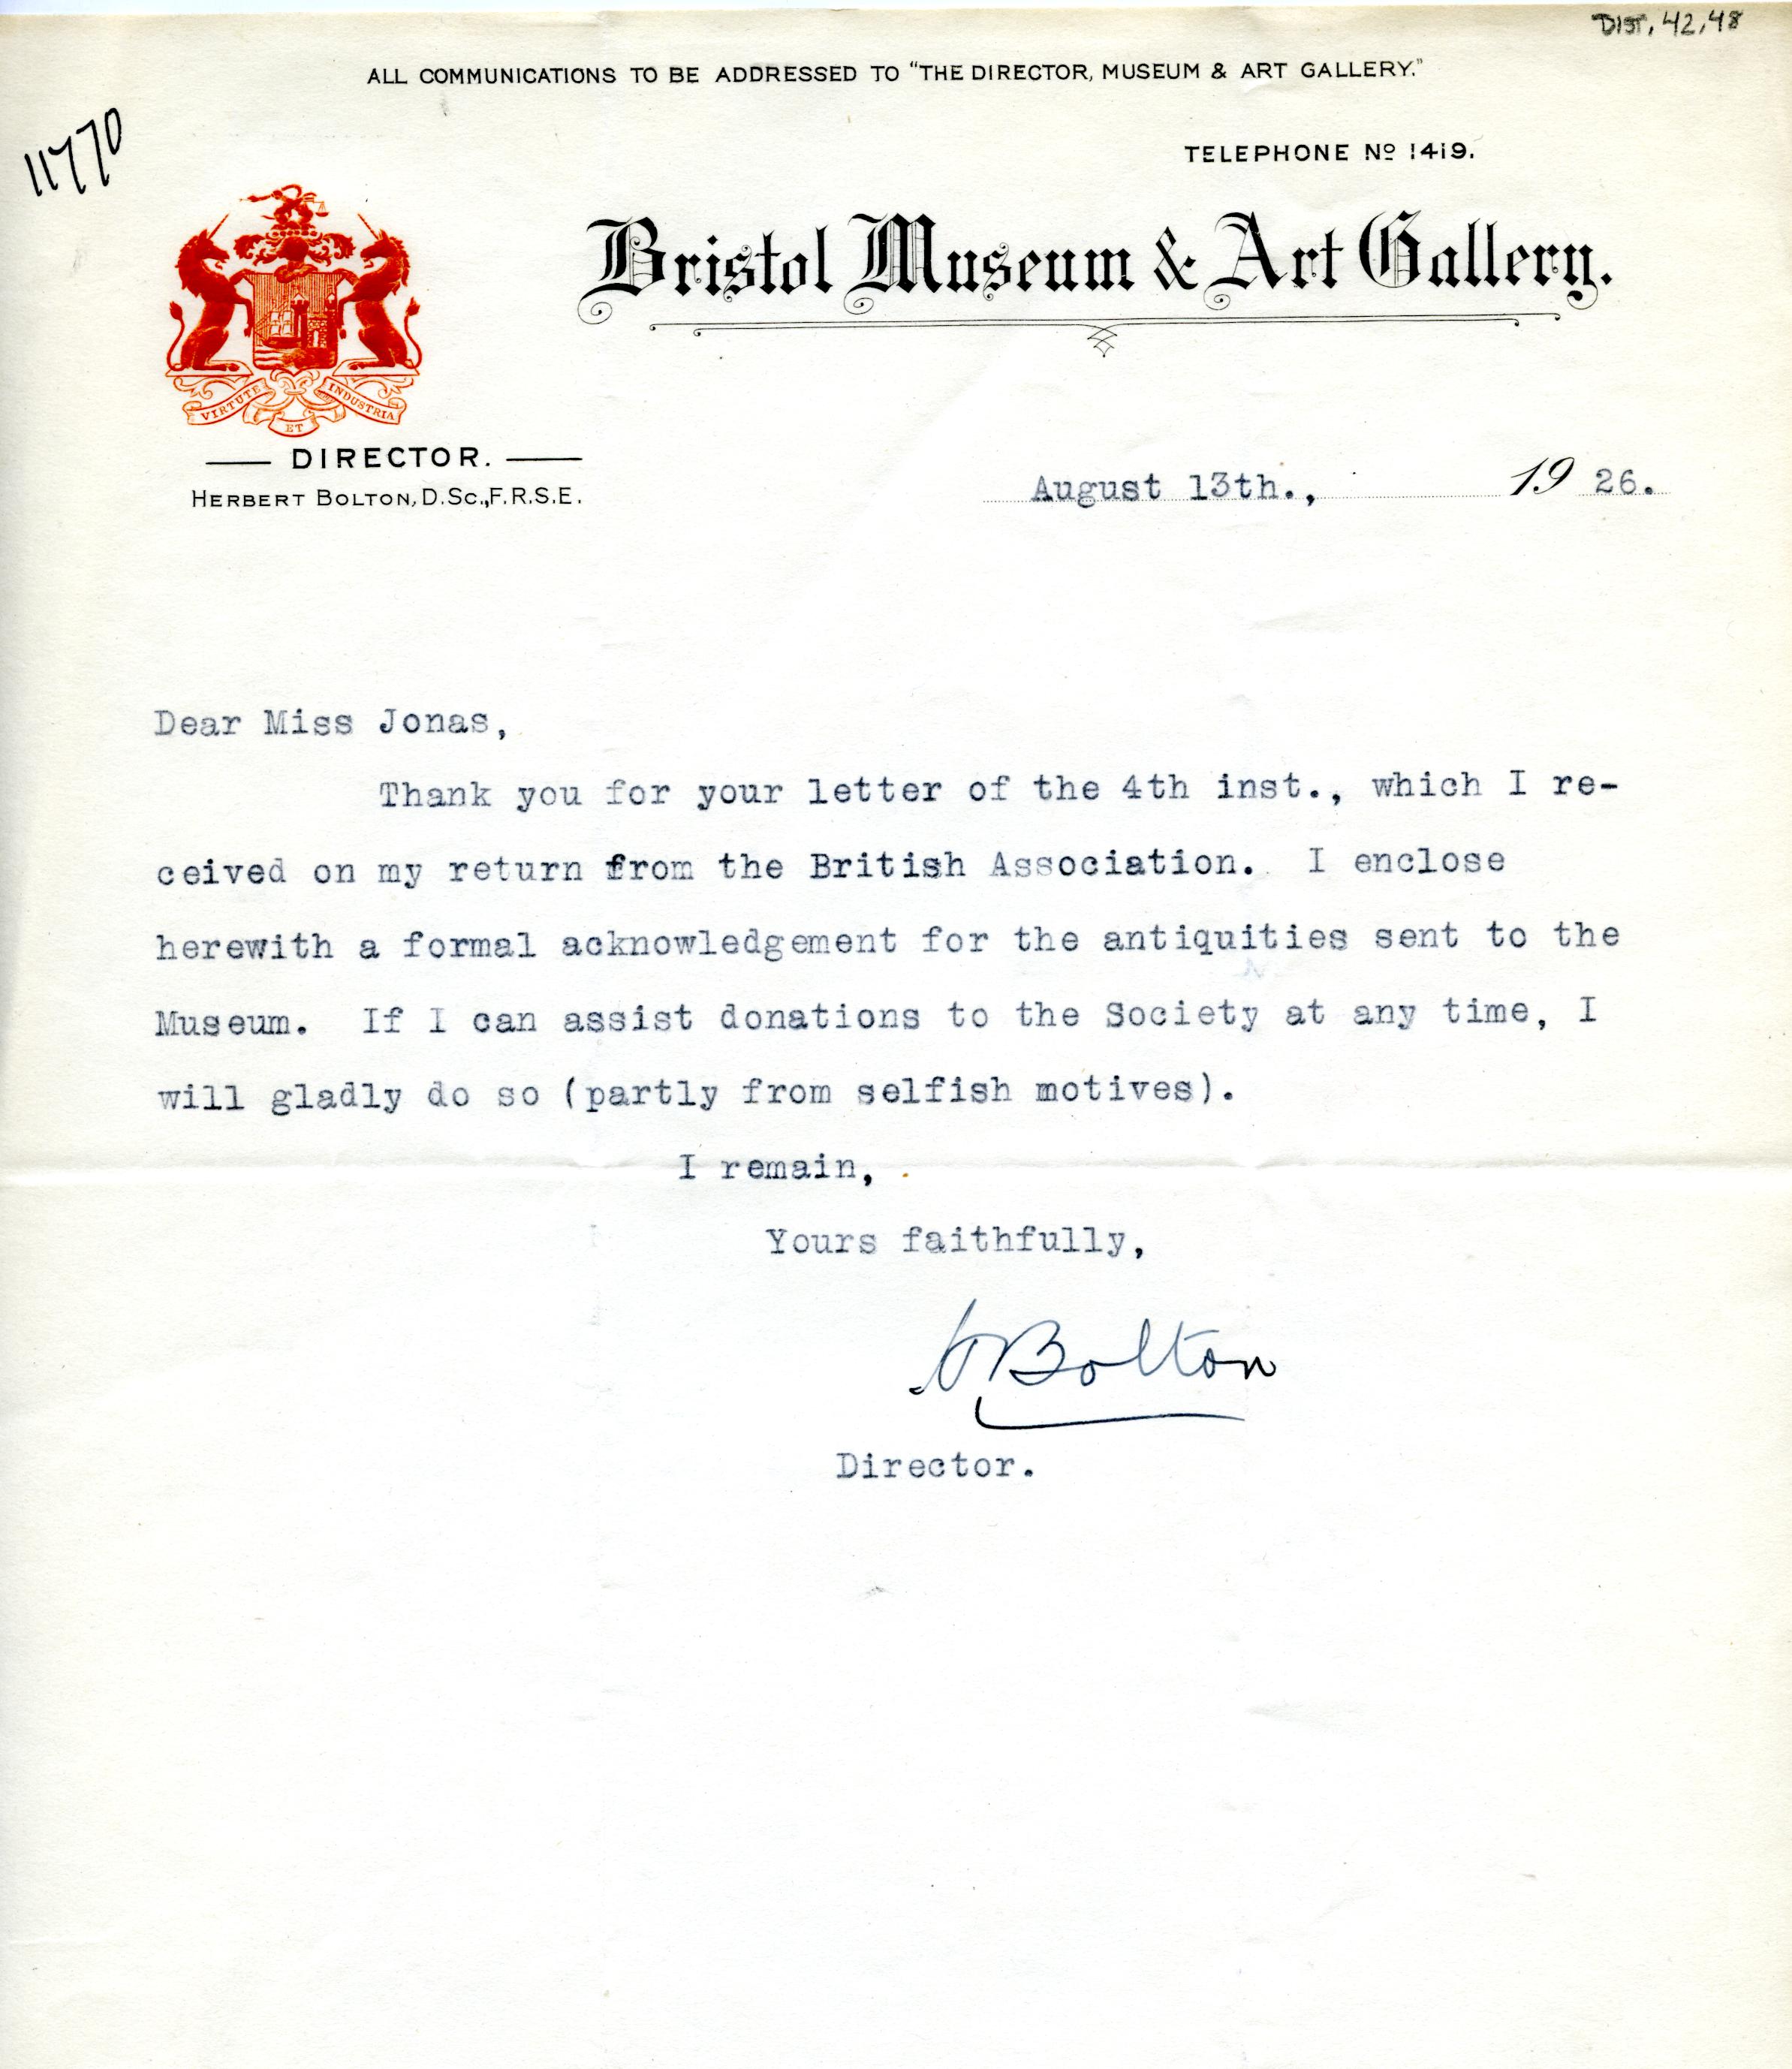 DIST. 42,48
ALL COMMUNICATIONS TO BE ADDRESSED TO "THE DIRECTOR, MUSEUM & ART GALLERY."
11770
TELEPHONE Nº 1419.
Bristol Museum & Art Gallery.
VIRTUTE ET INDUSTRIA
DIRECTOR.
HERBERT BOLTON, D.Sc., F.R.S.E.
August 13th., 1926.
Dear Miss Jonas,
Thank you for your letter of the 4th inst., which I re-
ceived on my return from the British Association. I enclose
herewith a formal acknowledgement for the antiquities sent to the
Museum. If I can assist donations to the Society at any time, I
will gladly do so (partly from selfish motives).
I remain,
Yours faithfully,
H Bolton
Director.